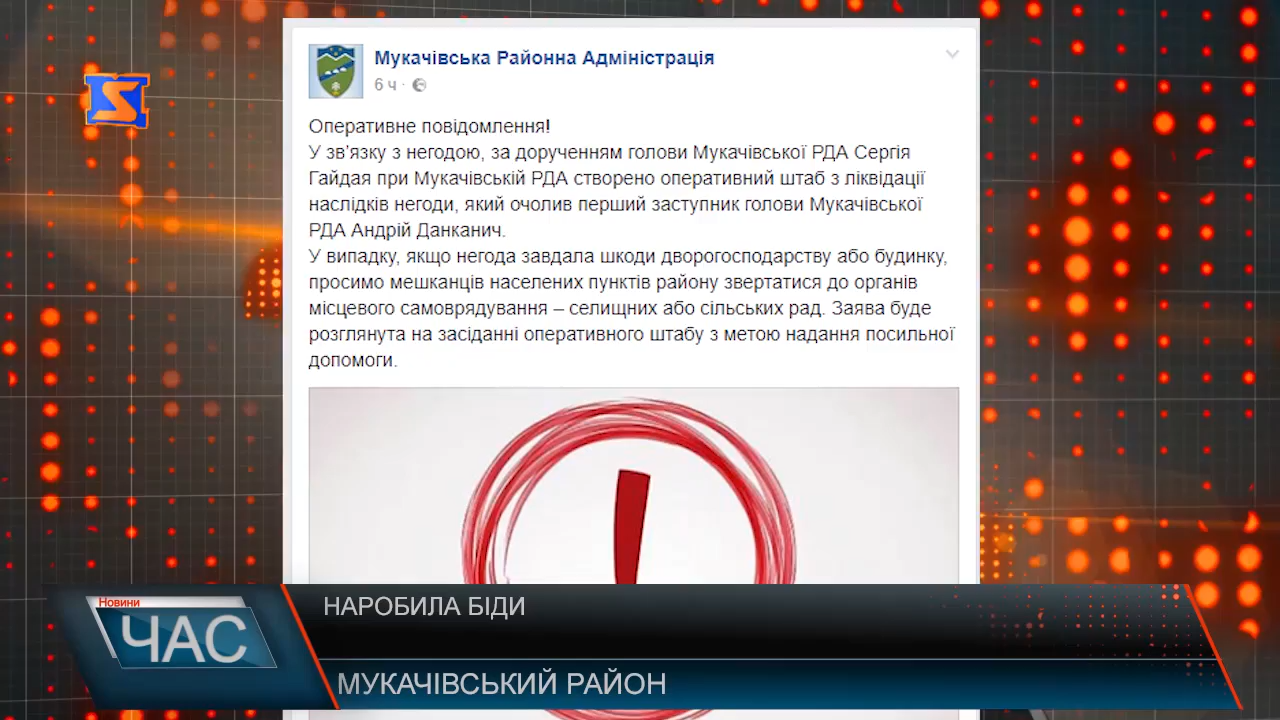 Мукачівська Районна Адміністрація
6 ч ·
Оперативне повідомлення!
У зв’язку з негодою, за дорученням голови Мукачівської РДА Сергія
Гайдая при Мукачівській РДА створено оперативний штаб з ліквідації
наслідків негоди, який очолив перший заступник голови Мукачівської
РДА Андрій Данканич.
У випадку, якщо негода завдала шкоди дворогосподарству або будинку,
просимо мешканців населених пунктів району звертатися до органів
місцевого самоврядування – селищних або сільських рад. Заява буде
розглянута на засіданні оперативного штабу з метою надання посильної
допомоги.
!
Новини
ЧАС
НАРОБИЛА БІДИ
МУКАЧІВСЬКИЙ РАЙОН